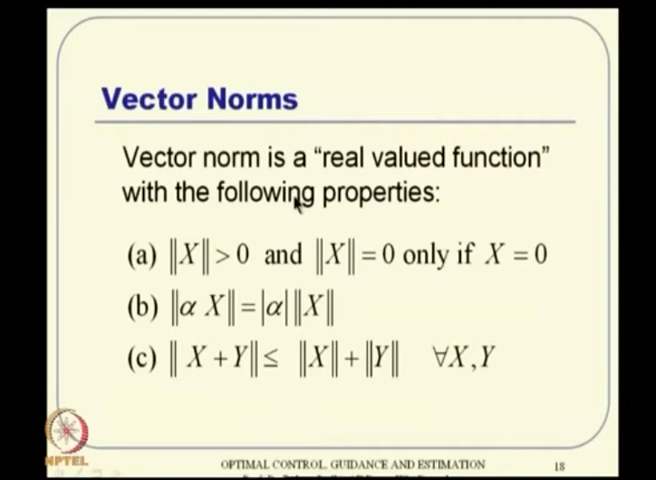 Vector Norms
Vector norm is a “real valued function”
with the following properties:
(a) ‖X‖ > 0 and ‖X‖ = 0 only if X = 0
(b) ‖α X‖ = |α| ‖X‖
(c) ‖ X + Y‖ ≤ ‖X‖ + ‖Y‖ ∀X, Y
NPTEL
OPTIMAL CONTROL, GUIDANCE AND ESTIMATION
18